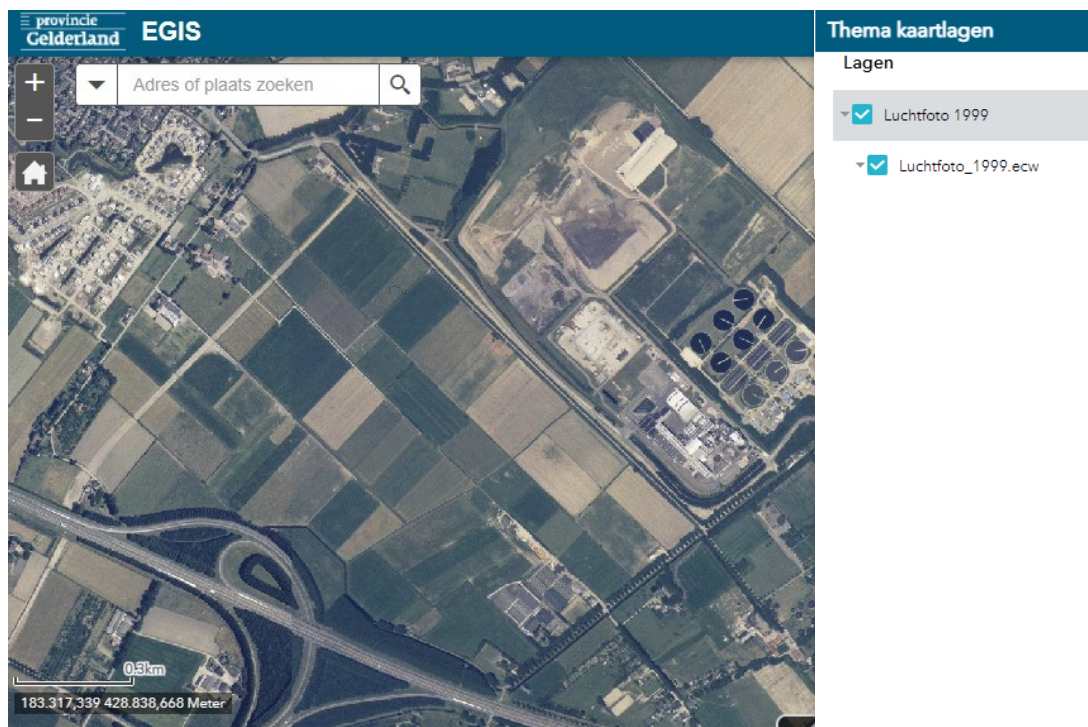 provincie
Gelderland
EGIS
Thema kaartlagen
Lagen
Adres of plaats zoeken
Luchtfoto 1999
Luchtfoto_1999.ecw
0.3km
183.317,339 428.838,668 Meter